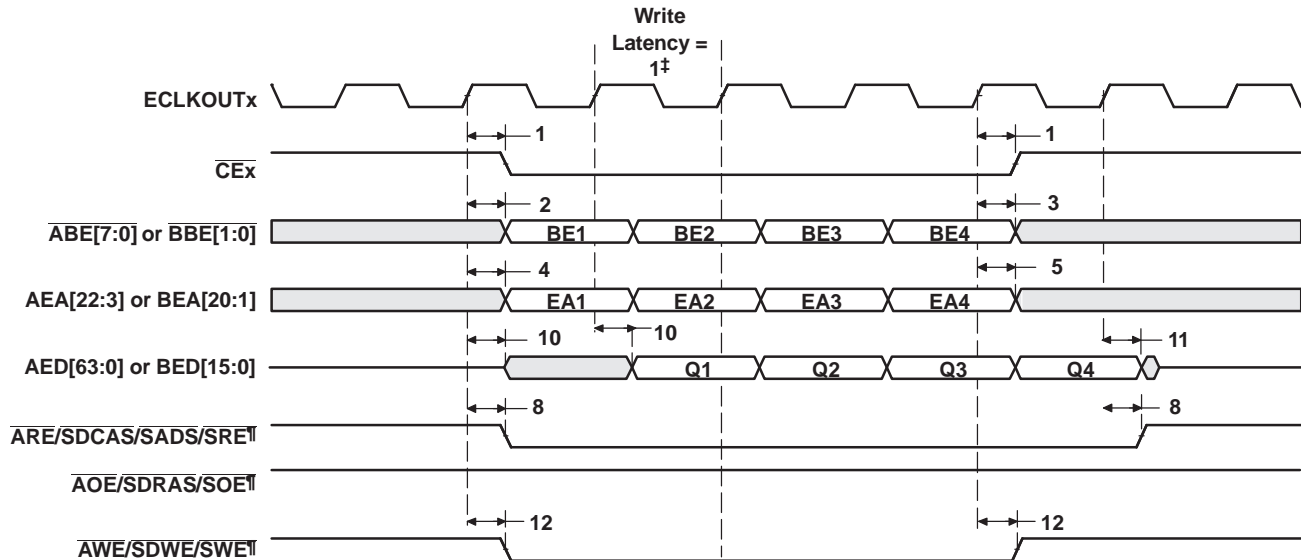 Write
Latency =
1‡
ECLKOUTx
1 1
CEx
2 3
ABE[7:0] or BBE[1:0] BE1 BE2 BE3 BE4
4 5
AEA[22:3] or BEA[20:1] EA1 EA2 EA3 EA4
10 10 11
AED[63:0] or BED[15:0] Q1 Q2 Q3 Q4
8 8
ARE/SDCAS/SADS/SRE¶
AOE/SDRAS/SOE¶
12 12
AWE/SDWE/SWE¶